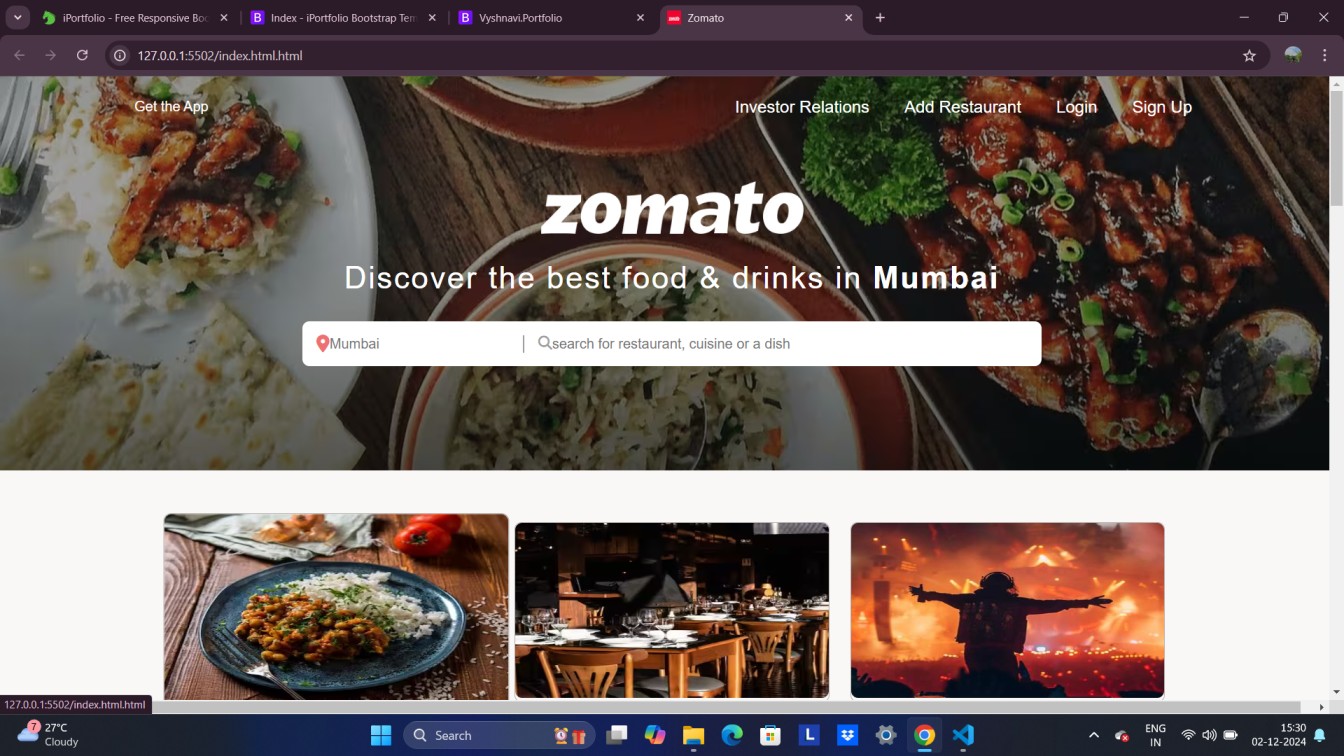 iPortfolio - Free Responsive Boo
Index - iPortfolio Bootstrap Tem
Vyshnavi.Portfolio
Zomato
127.0.0.1:5502/index.html.html
Get the App
Investor Relations
Add Restaurant
Login
Sign Up
zomato
Discover the best food & drinks in Mumbai
Mumbai | search for restaurant, cuisine or a dish
127.0.0.1:5502/index.html.html
7
27°C
Cloudy
Search
L
ENG
IN
15:30
02-12-2024